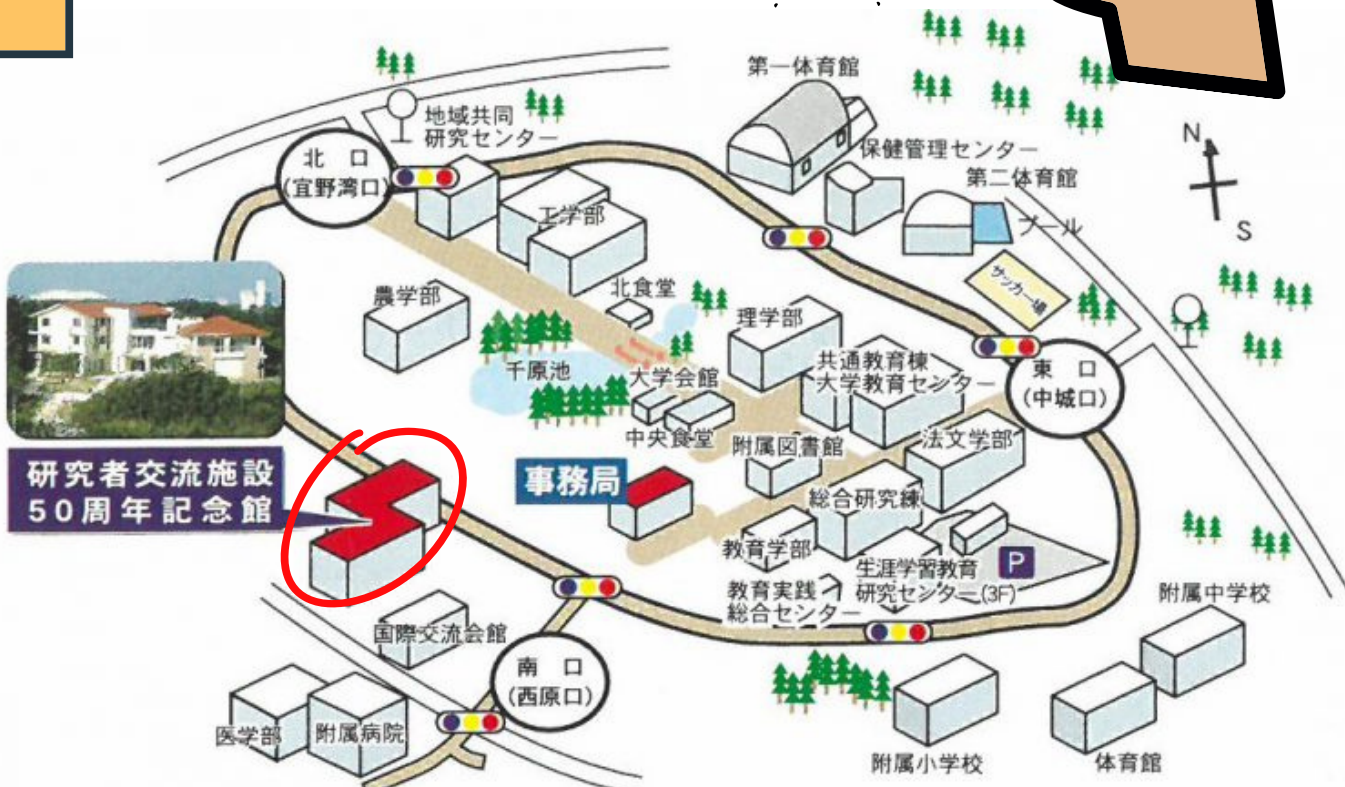 第一体育館
地域共同
研究センター
北 口
(宜野湾口)
保健管理センター
第二体育館
プール
N
S
工学部
サッカー場
農学部
北食堂
理学部
千原池
大学会館
共通教育棟
大学教育センター
東 口
(中城口)
中央食堂
附属図書館
法文学部
研究者交流施設
50周年記念館
事務局
総合研究棟
教育学部
P
生涯学習教育
研究センター(3F)
教育実践
総合センター
附属中学校
国際交流会館
南 口
(西原口)
医学部
附属病院
附属小学校
体育館